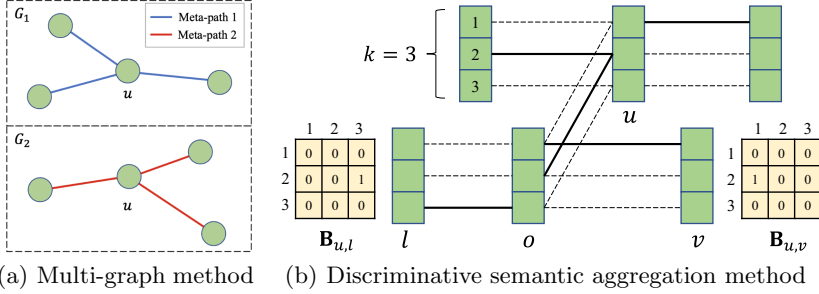 G1
Meta-path 1
Meta-path 2
u
G2
u
k = 3
1
2
3
u
1 2 3
1 0 0 0
2 0 0 1
3 0 0 0
B u,l
l
o
v
1 2 3
1 0 0 0
2 1 0 0
3 0 0 0
B u,v
(a) Multi-graph method
(b) Discriminative semantic aggregation method